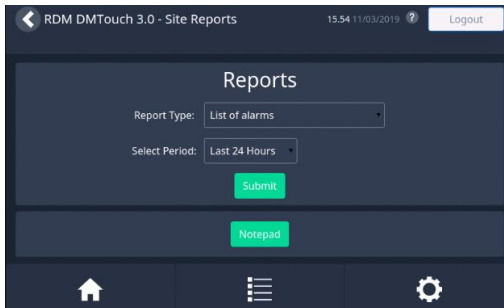 RDM DMTouch 3.0 - Site Reports 15.54 11/03/2019 ? Logout
Reports
Report Type: List of alarms
Select Period: Last 24 Hours
Submit
Notepad